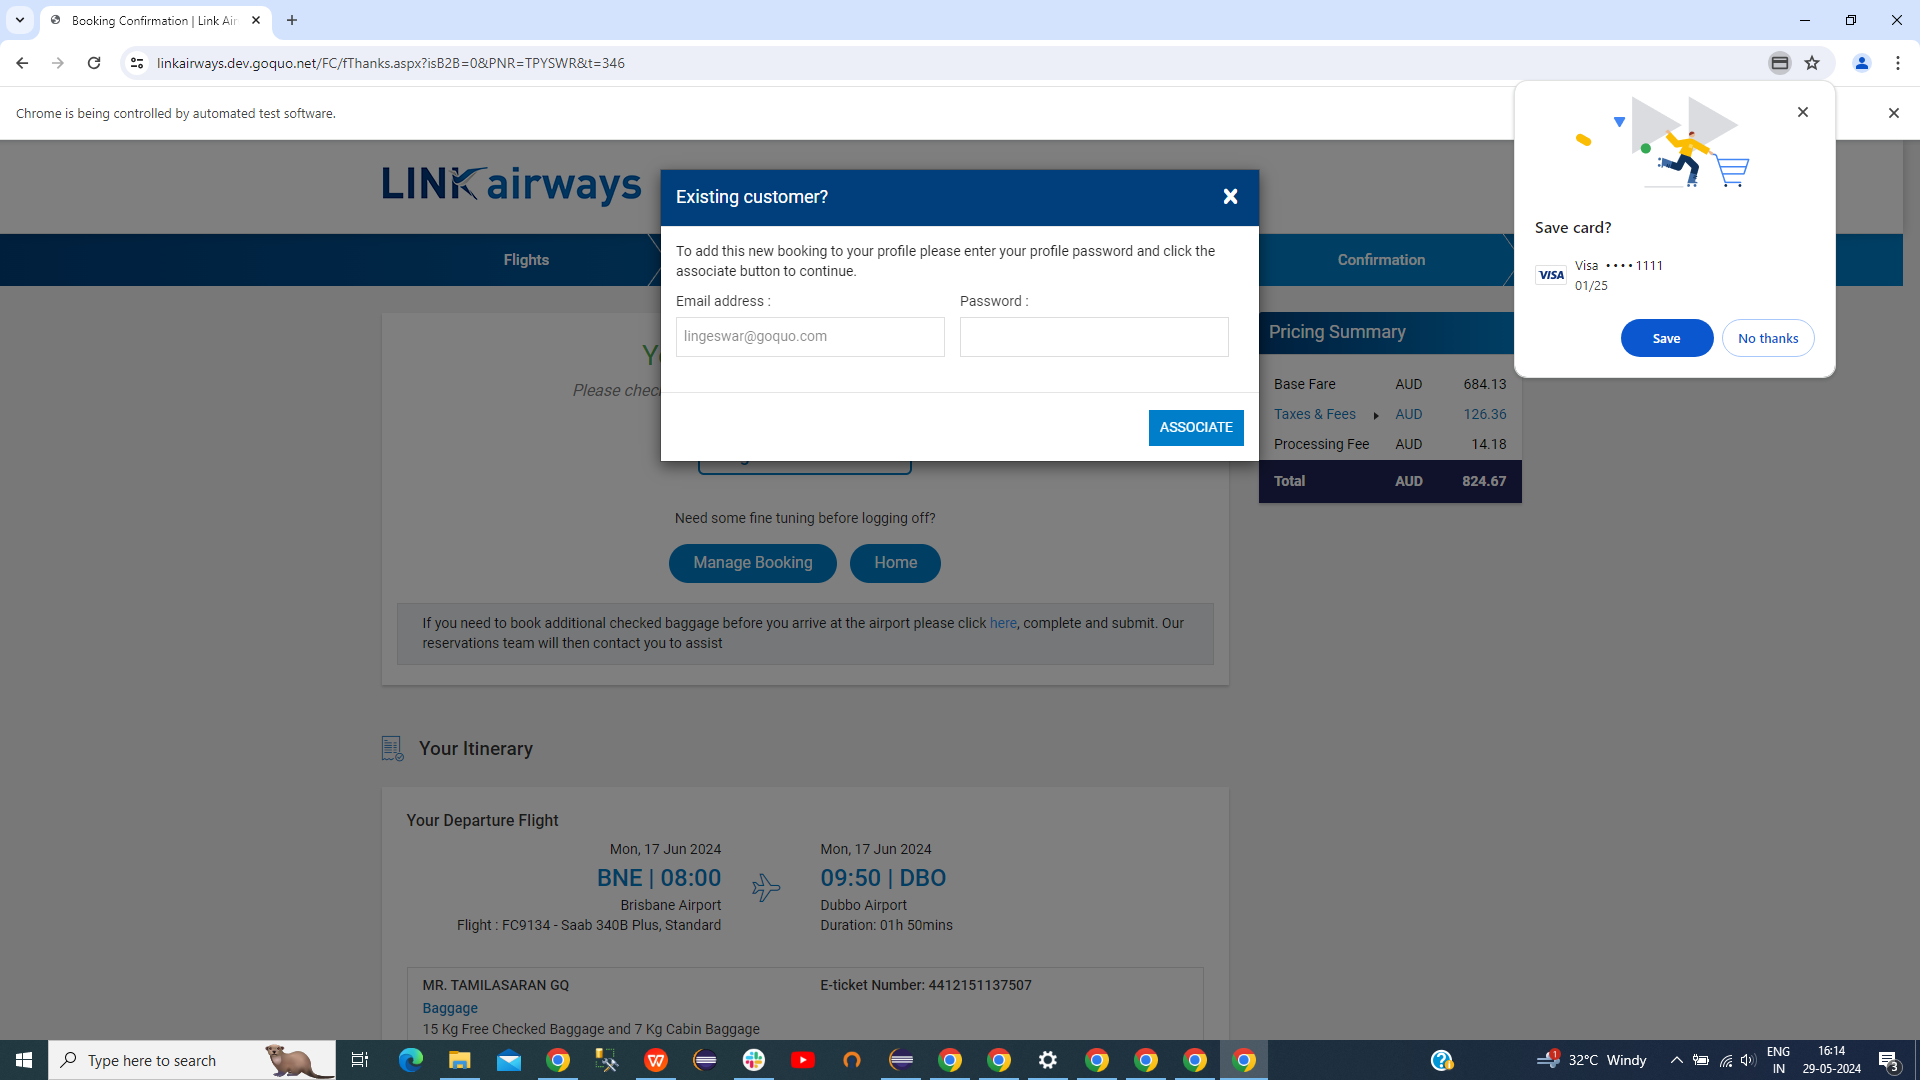 Booking Confirmation | Link Air
linkairways.dev.goquo.net/FC/fThanks.aspx?isB2B=0&PNR=TPYSWR&t=346
Chrome is being controlled by automated test software.
LINK airways
Flights
Confirmation
Existing customer?
To add this new booking to your profile please enter your profile password and click the
associate button to continue.
Email address :
Password :
lingeswar@goquo.com
ASSOCIATE
Please
Need some fine tuning before logging off?
Manage Booking
Home
If you need to book additional checked baggage before you arrive at the airport please click here, complete and submit. Our
reservations team will then contact you to assist
Pricing Summary
Base Fare AUD 684.13
Taxes & Fees AUD 126.36
Processing Fee AUD 14.18
Total AUD 824.67
Save card?
VISA
Visa •••• 1111
01/25
Save
No thanks
Your Itinerary
Your Departure Flight
Mon, 17 Jun 2024
BNE | 08:00
Brisbane Airport
Flight : FC9134 - Saab 340B Plus, Standard
Mon, 17 Jun 2024
09:50 | DBO
Dubbo Airport
Duration: 01h 50mins
MR. TAMILASARAN GQ
E-ticket Number: 4412151137507
Baggage
15 Kg Free Checked Baggage and 7 Kg Cabin Baggage
Type here to search
1
32°C Windy
ENG
IN
16:14
29-05-2024
3